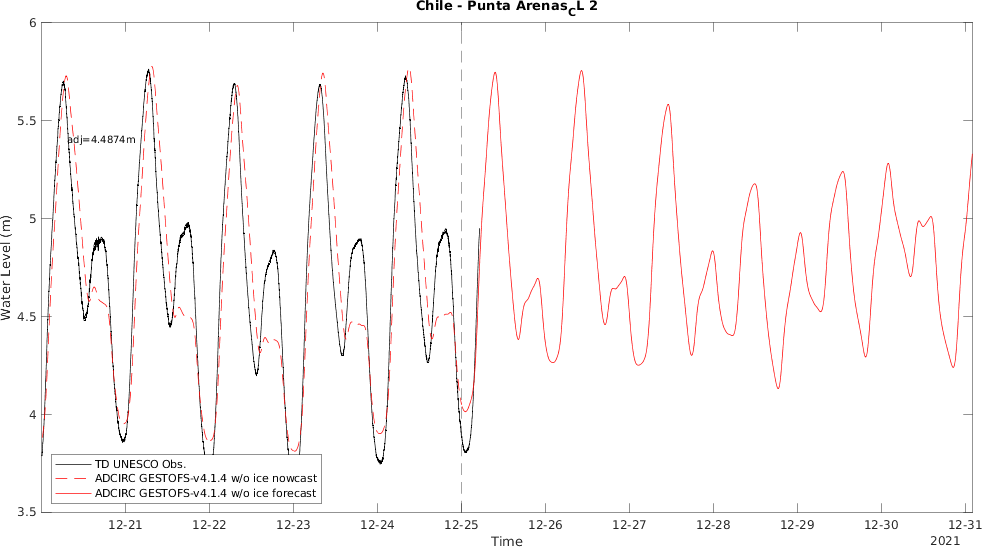 Chile - Punta Arenas_CL 2
6
5.5
5
4.5
4
3.5
Water Level (m)
adj=4.4874m
TD UNESCO Obs.
ADCIRC GESTOFS-v4.1.4 w/o ice nowcast
ADCIRC GESTOFS-v4.1.4 w/o ice forecast
12-21 12-22 12-23 12-24 12-25 12-26 12-27 12-28 12-29 12-30 12-31
Time
2021